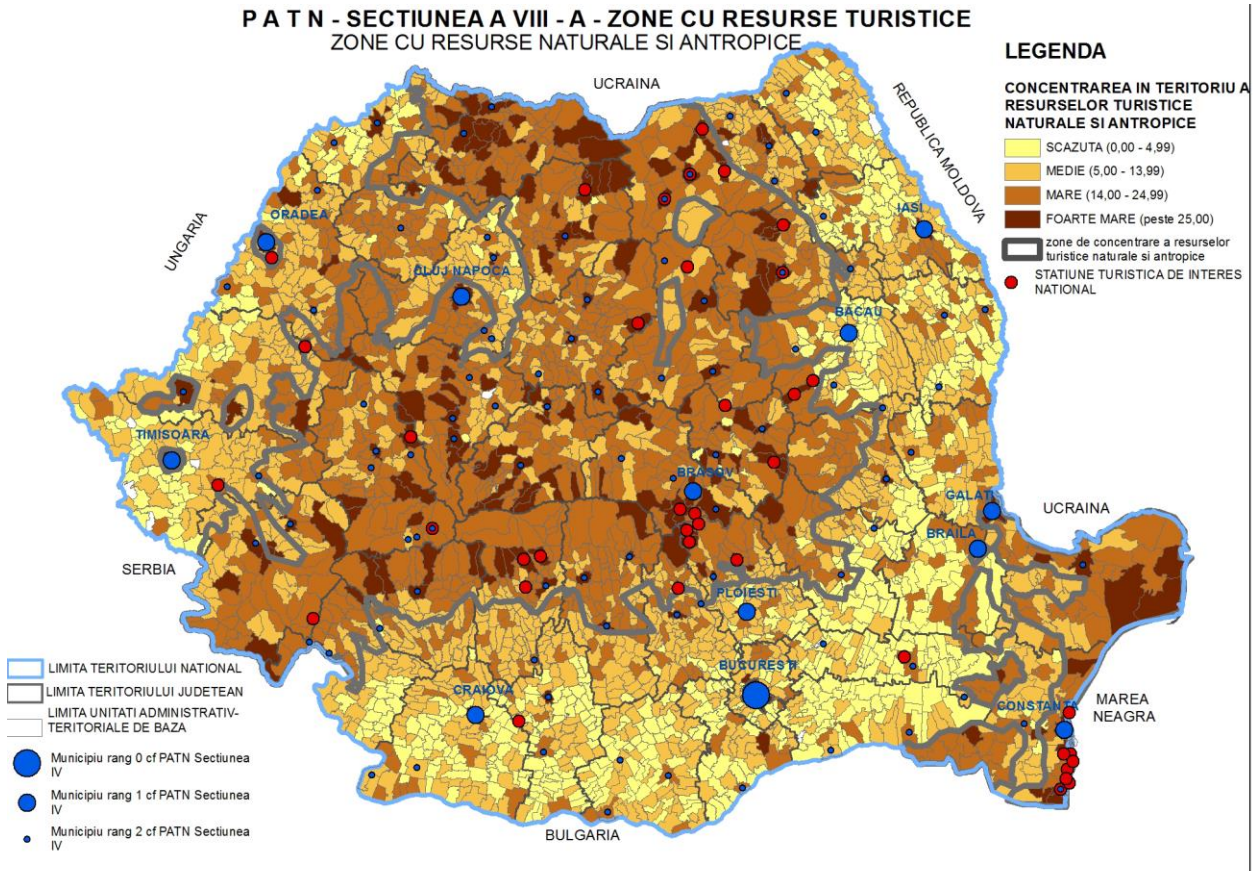 P A T N - SECTIUNEA A VIII - A - ZONE CU RESURSE TURISTICE
ZONE CU RESURSE NATURALE SI ANTROPICE
LEGENDA
CONCENTRAREA IN TERITORIU A
RESURSELOR TURISTICE
NATURALE SI ANTROPICE
SCAZUTA (0,00 - 4,99)
MEDIE (5,00 - 13,99)
MARE (14,00 - 24,99)
FOARTE MARE (peste 25,00)
zone de concentrare a resurselor
turistice naturale si antropice
STATIUNE TURISTICA DE INTERES
NATIONAL
UCRAINA
REPUBLICA MOLDOVA
UNGARIA
ORADEA
IASI
CLUJ NAPOCA
BACAU
TIMISOARA
BRASOV
GALATI
UCRAINA
BRAILA
SERBIA
PLOIESTI
BUCURESTI
CRAIOVA
CONSTANTA
MAREA
NEAGRA
BULGARIA
LIMITA TERITORIULUI NATIONAL
LIMITA TERITORIULUI JUDETEAN
LIMITA UNITATI ADMINISTRATIV-
TERITORIALE DE BAZA
Municipiu rang 0 cf PATN Sectiunea
IV
Municipiu rang 1 cf PATN Sectiunea
IV
Municipiu rang 2 cf PATN Sectiunea
IV